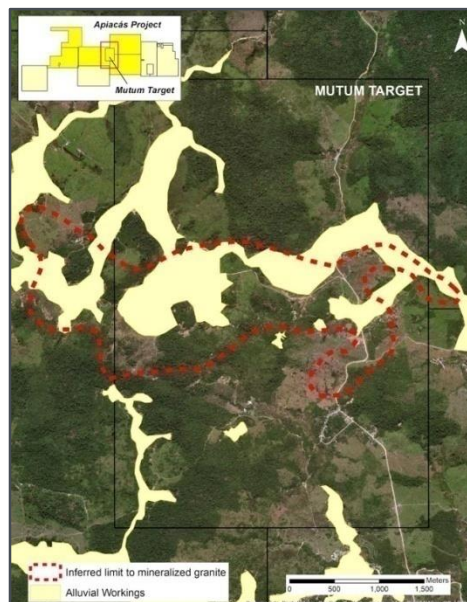 Apiacás Project
Mutum Target
N
MUTUM TARGET
Inferred limit to mineralized granite
Alluvial Workings
Meters
0 500 1,000 1,500